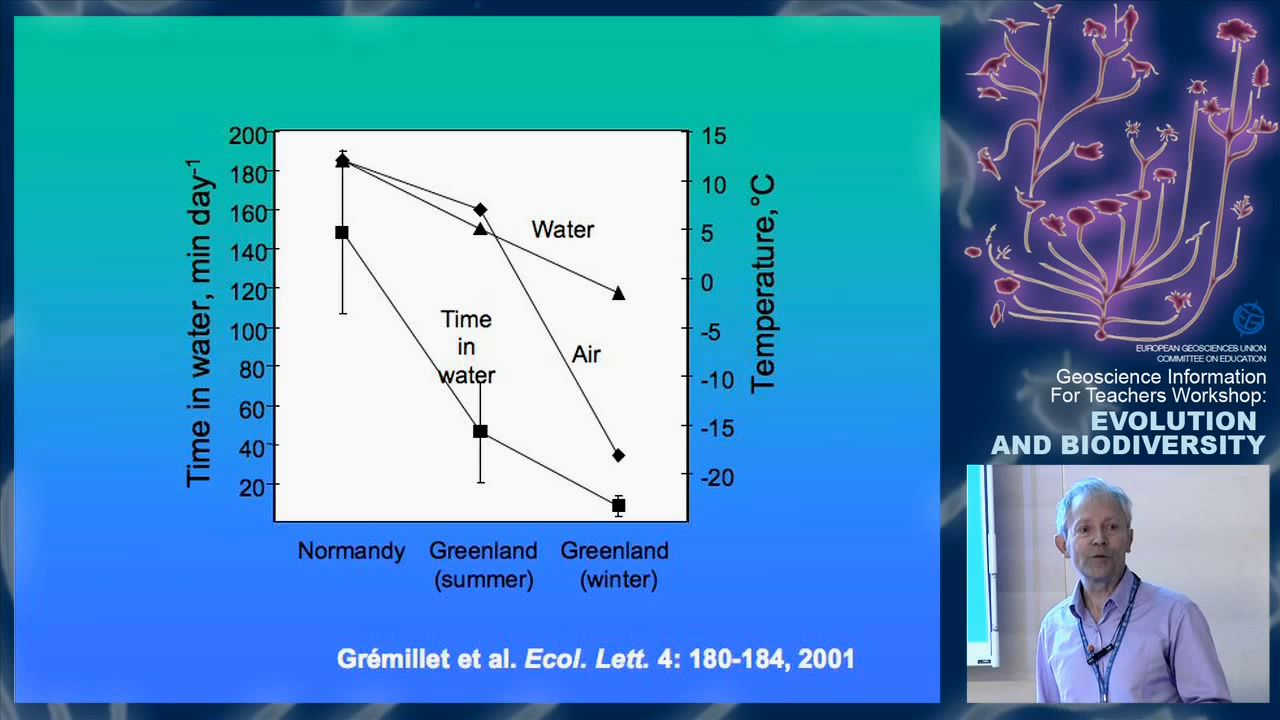 200
180
160
140
120
100
80
60
40
20
Time in water, min day-1
15
10
5
0
-5
-10
-15
-20
Temperature,°C
Water
Time
in
water
Air
Normandy
Greenland
(summer)
Greenland
(winter)
Grémillet et al. Ecol. Lett. 4: 180-184, 2001
EUROPEAN GEOSCIENCES UNION
COMMITTEE ON EDUCATION
Geoscience Information
For Teachers Workshop:
EVOLUTION
AND BIODIVERSITY